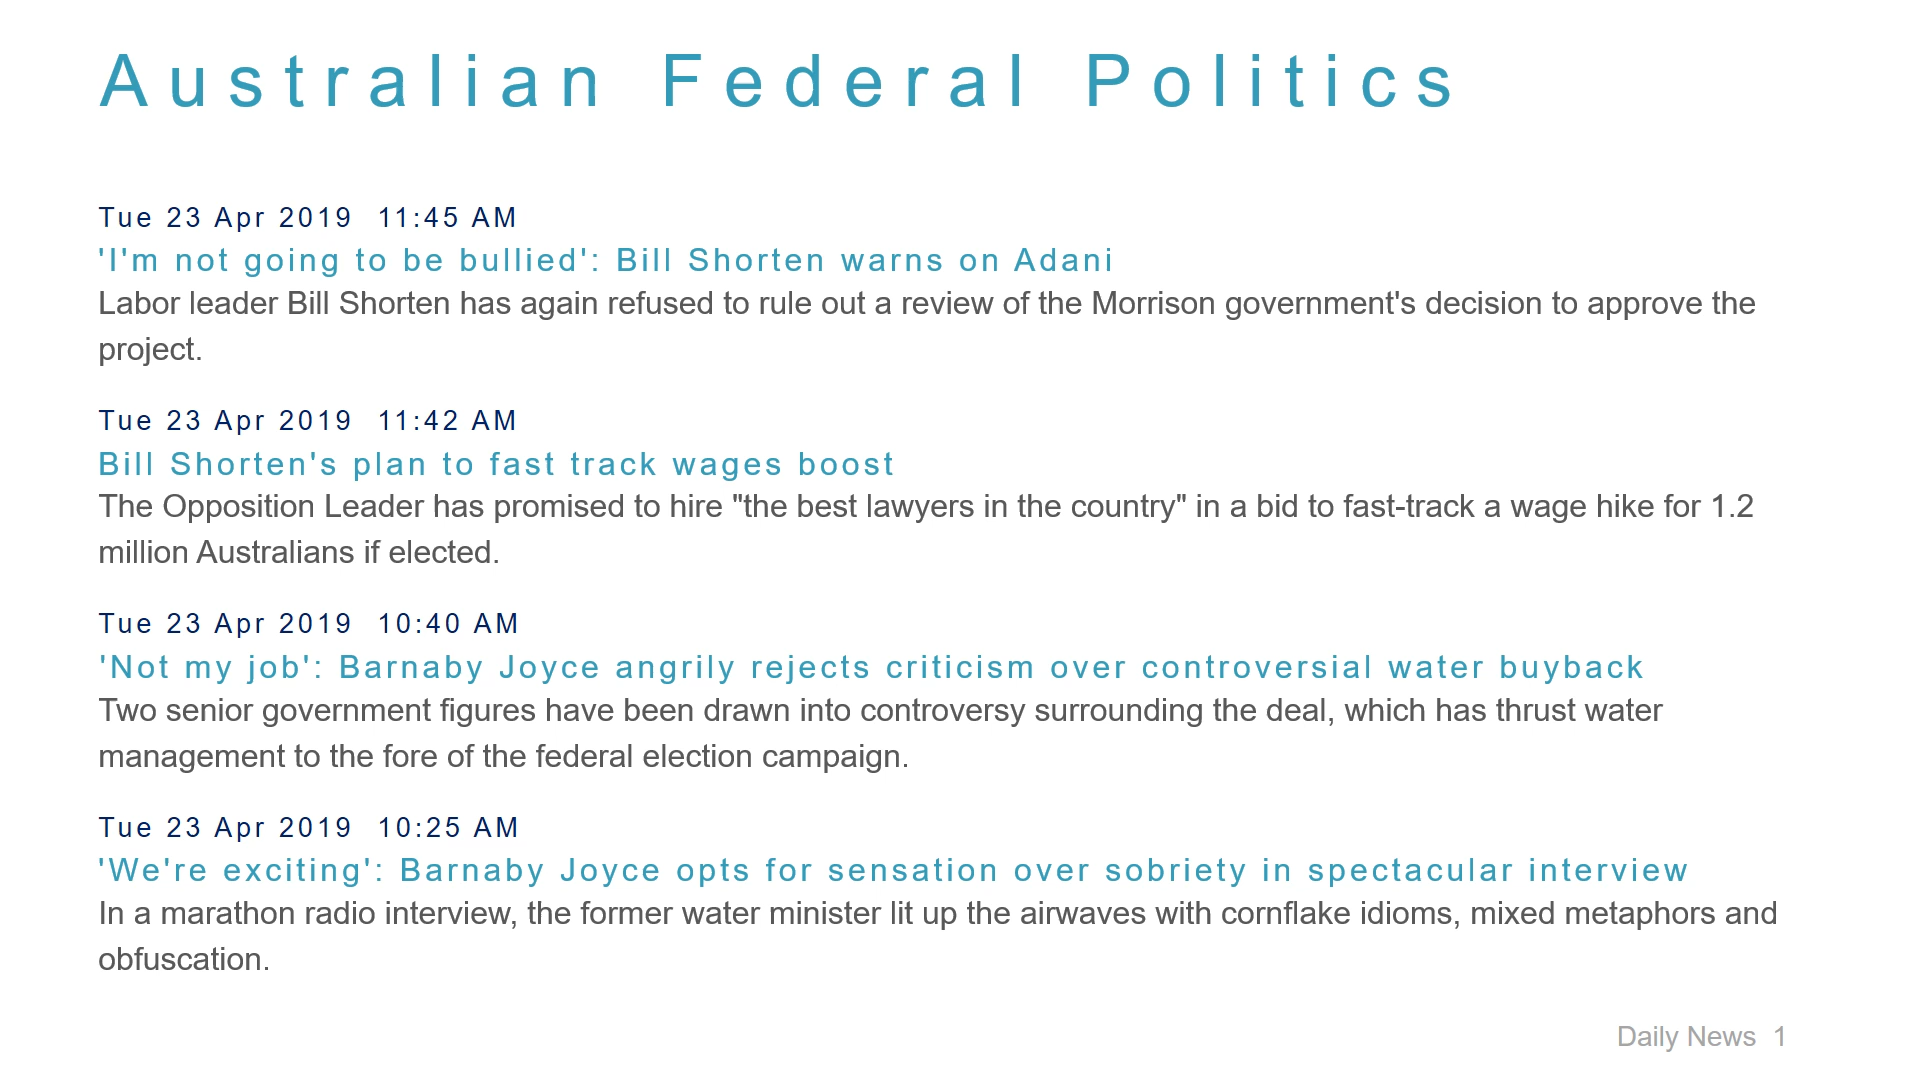 Australian Federal Politics
Tue 23 Apr 2019 11:45 AM
'I'm not going to be bullied': Bill Shorten warns on Adani
Labor leader Bill Shorten has again refused to rule out a review of the Morrison government's decision to approve the
project.
Tue 23 Apr 2019 11:42 AM
Bill Shorten's plan to fast track wages boost
The Opposition Leader has promised to hire "the best lawyers in the country" in a bid to fast-track a wage hike for 1.2
million Australians if elected.
Tue 23 Apr 2019 10:40 AM
'Not my job': Barnaby Joyce angrily rejects criticism over controversial water buyback
Two senior government figures have been drawn into controversy surrounding the deal, which has thrust water
management to the fore of the federal election campaign.
Tue 23 Apr 2019 10:25 AM
'We're exciting': Barnaby Joyce opts for sensation over sobriety in spectacular interview
In a marathon radio interview, the former water minister lit up the airwaves with cornflake idioms, mixed metaphors and
obfuscation.
Daily News 1